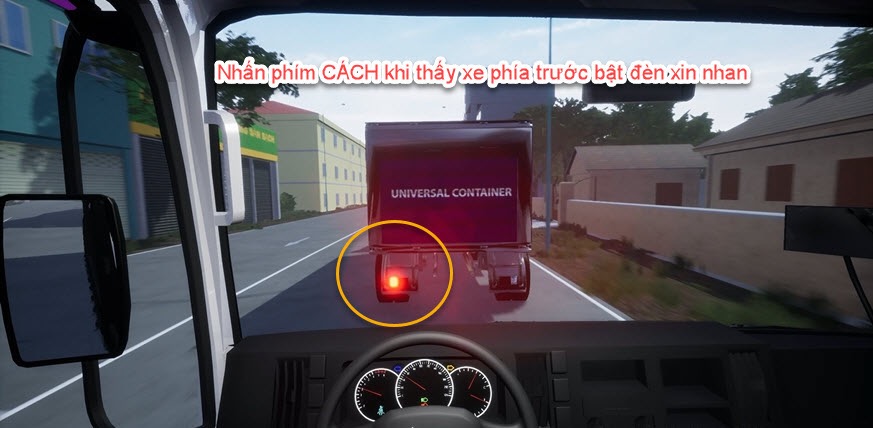 Nhấn phím CÁCH khi thấy xe phía trước bật đèn xin nhan
UNIVERSAL CONTAINER